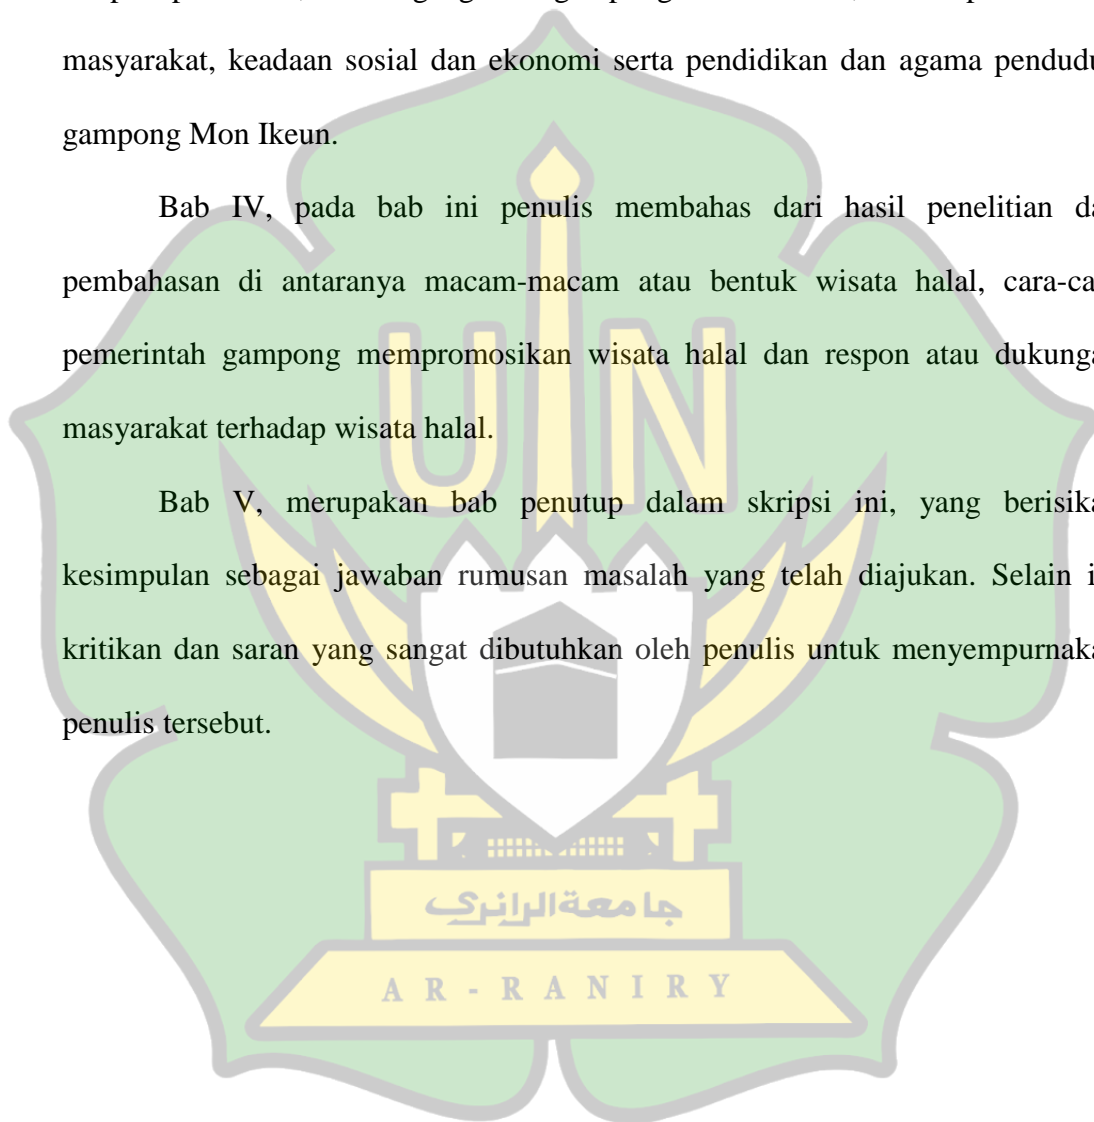 masyarakat, keadaan sosial dan ekonomi serta pendidikan dan agama pendudu
gampong Mon Ikeun.
Bab IV, pada bab ini penulis membahas dari hasil penelitian da
pembahasan di antaranya macam-macam atau bentuk wisata halal, cara-ca
pemerintah gampong mempromosikan wisata halal dan respon atau dukunga
masyarakat terhadap wisata halal.
Bab V, merupakan bab penutup dalam skripsi ini, yang berisika
kesimpulan sebagai jawaban rumusan masalah yang telah diajukan. Selain i
kritikan dan saran yang sangat dibutuhkan oleh penulis untuk menyempurnaka
penulis tersebut.
UIN
جامعةالرانري
AR-RANIRY